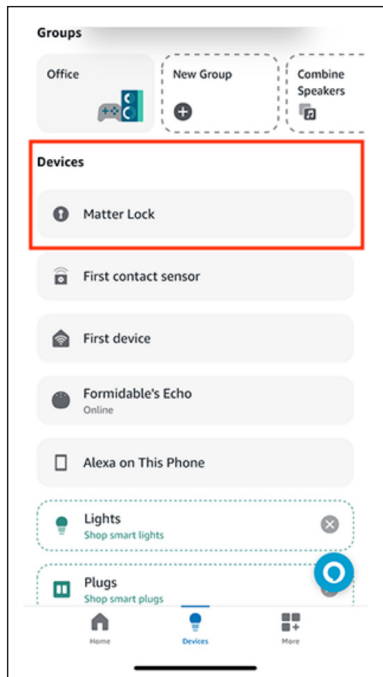 Groups
Office
New Group
Combine
Speakers
Devices
Matter Lock
First contact sensor
First device
Formidable's Echo
Online
Alexa on This Phone
Lights
Shop smart lights
Plugs
Shop smart plugs
Home
Devices
More